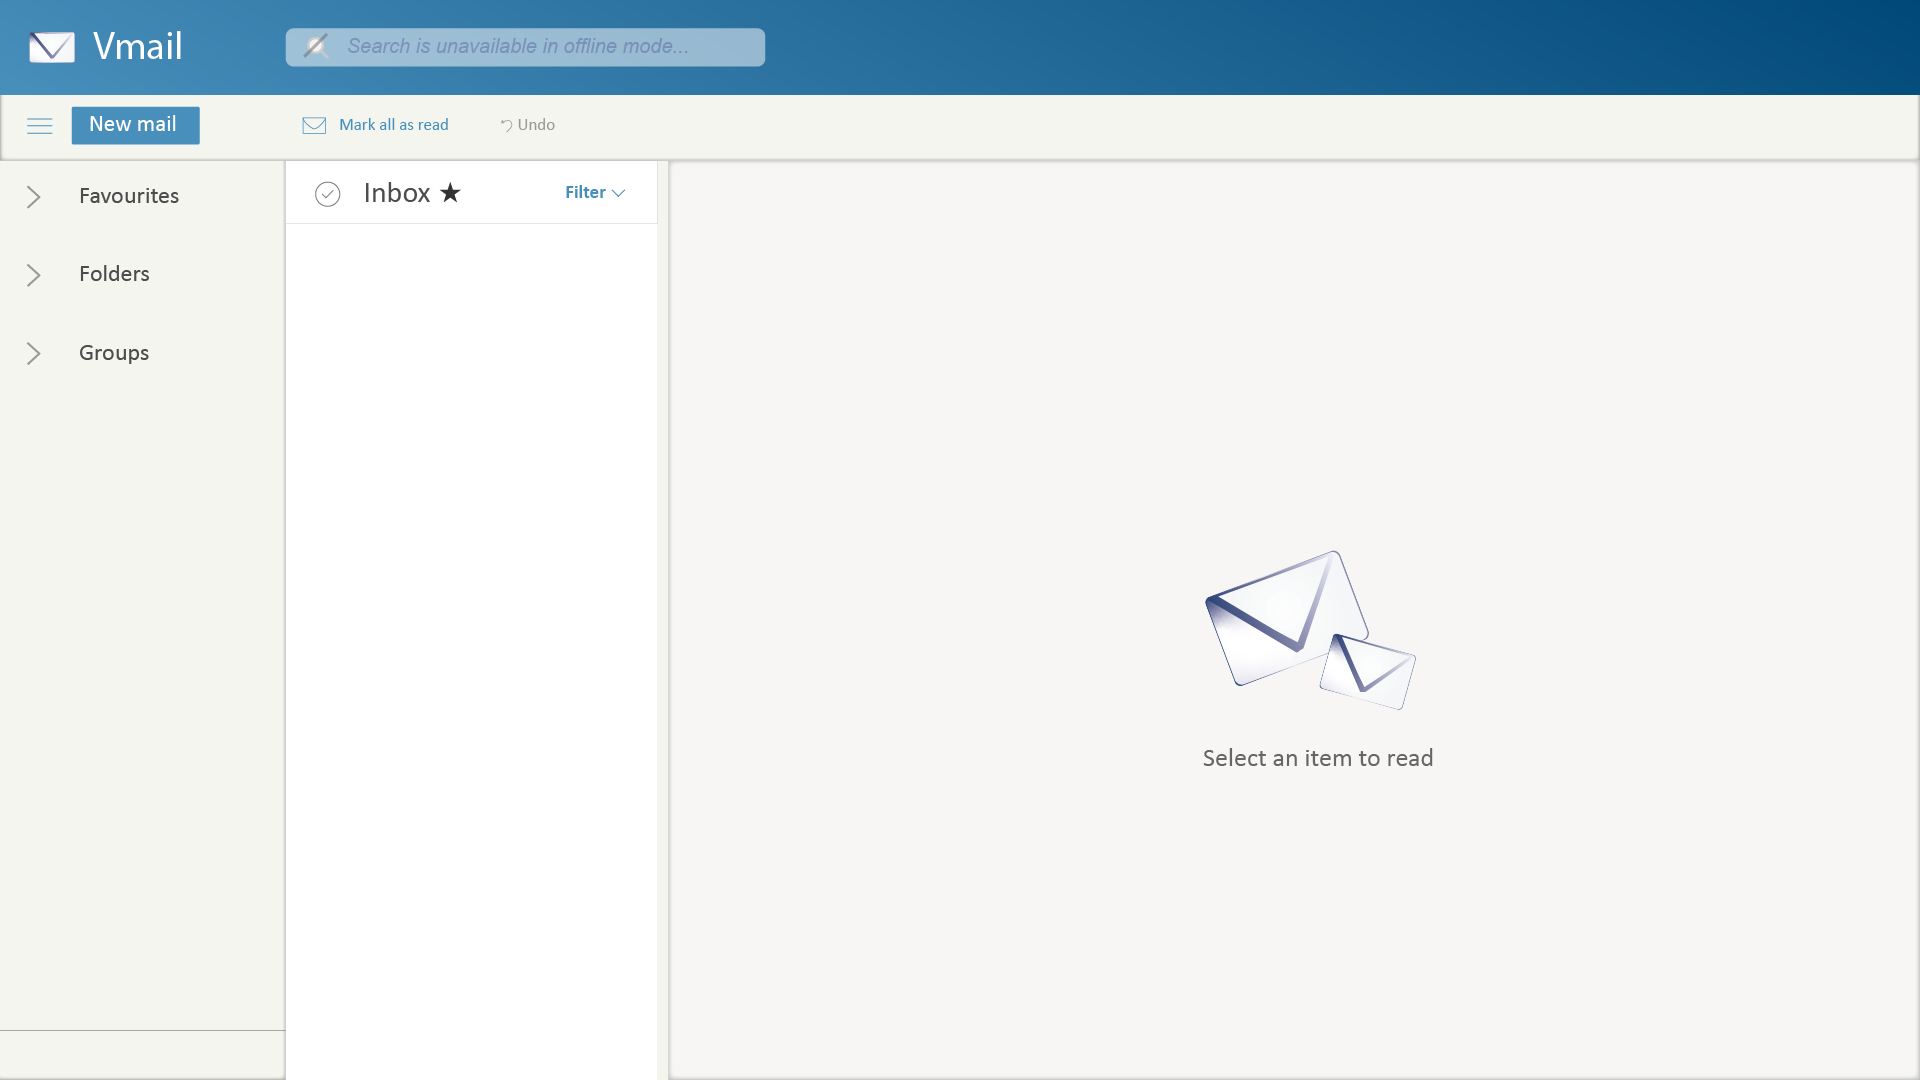 Vmail
Search is unavailable in offline mode...
New mail
Mark all as read
Undo
Favourites
Folders
Groups
Inbox ★
Filter
Select an item to read